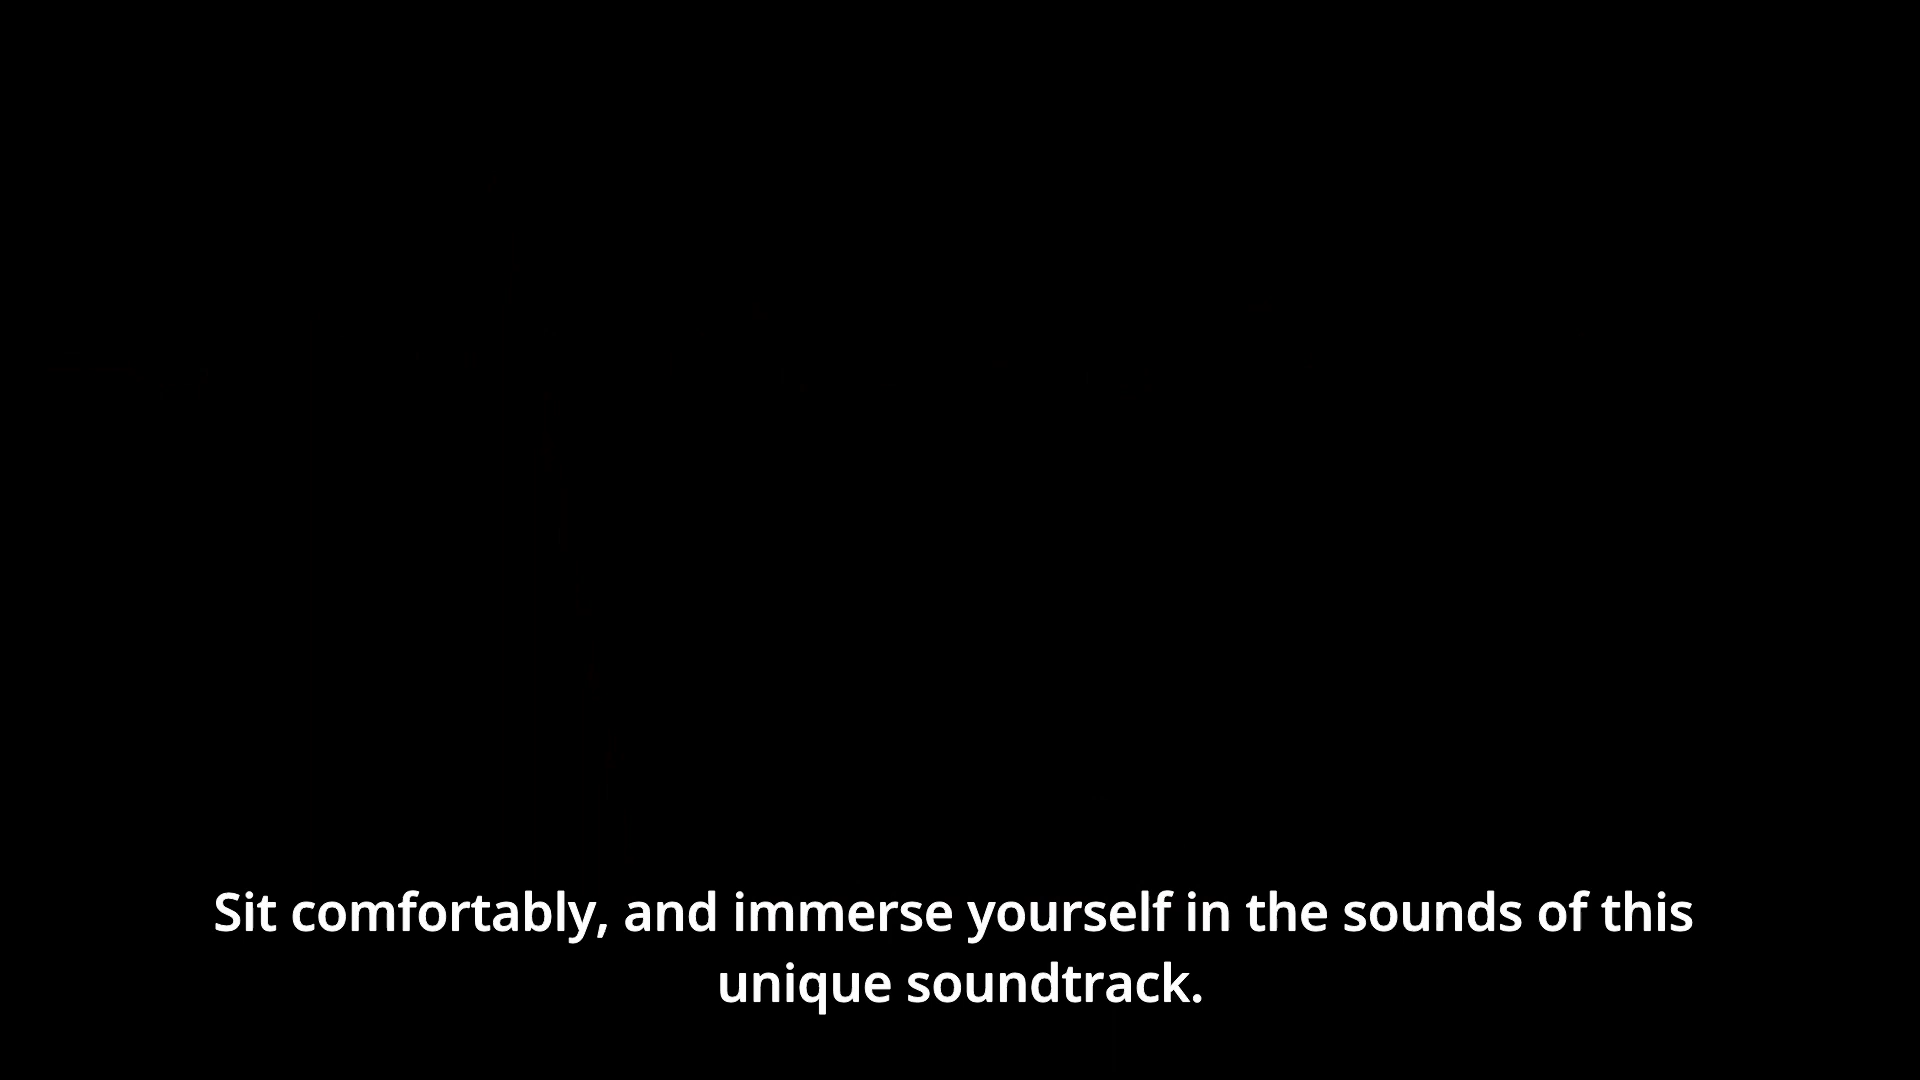 Sit comfortably, and immerse yourself in the sounds of this
unique soundtrack.